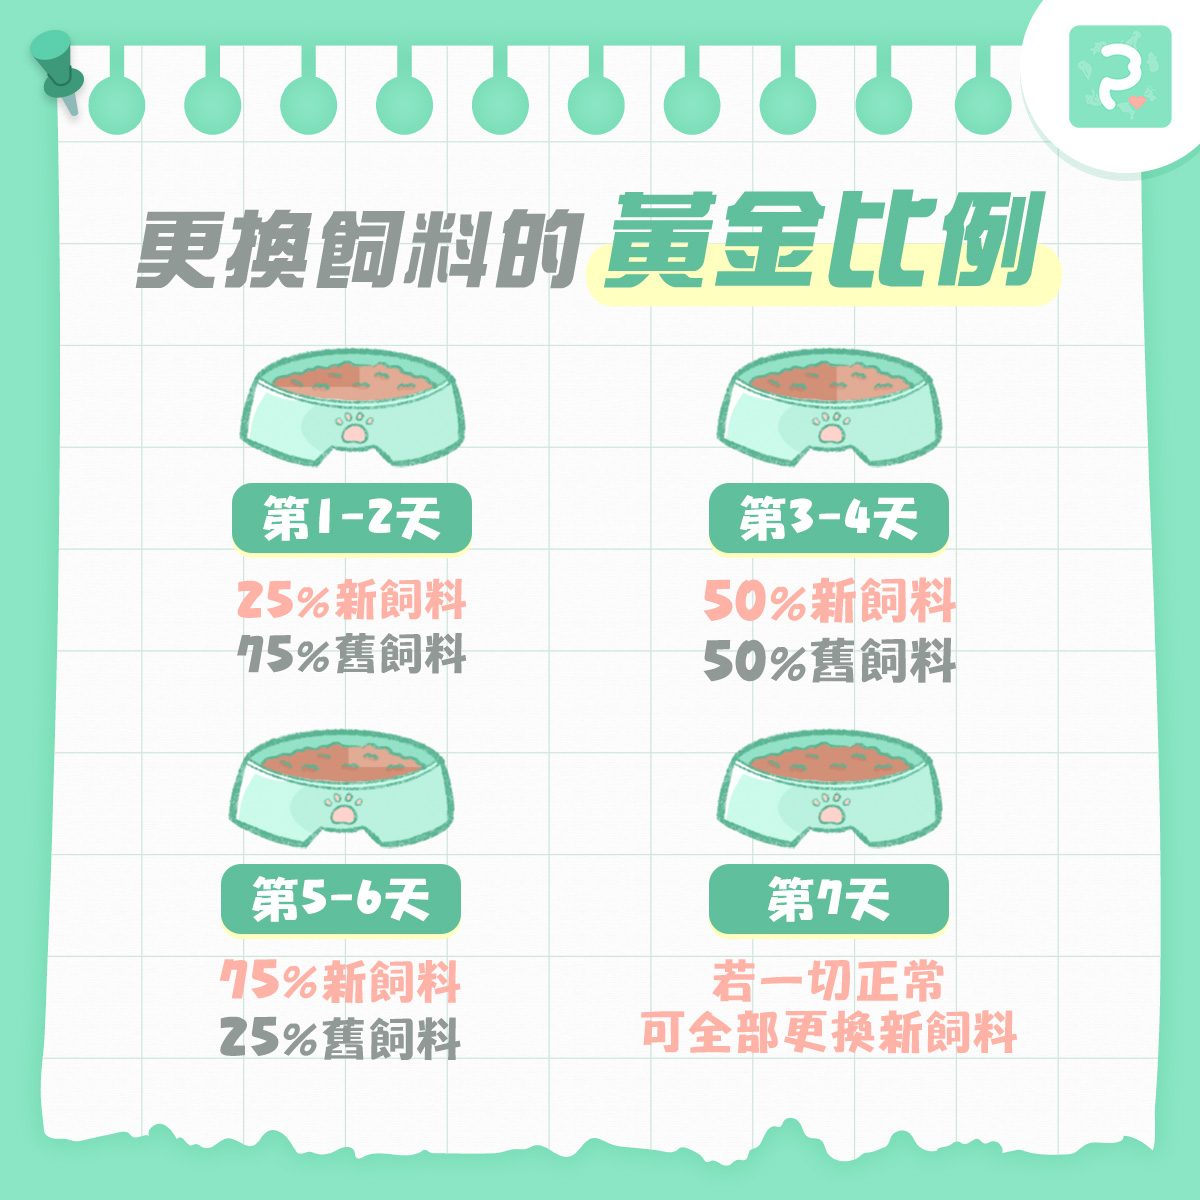 更換飼料的黃金比例
第1-2天
25%新飼料
75%舊飼料
第3-4天
50%新飼料
50%舊飼料
第5-6天
75%新飼料
25%舊飼料
第7天
若一切正常
可全部更換新飼料